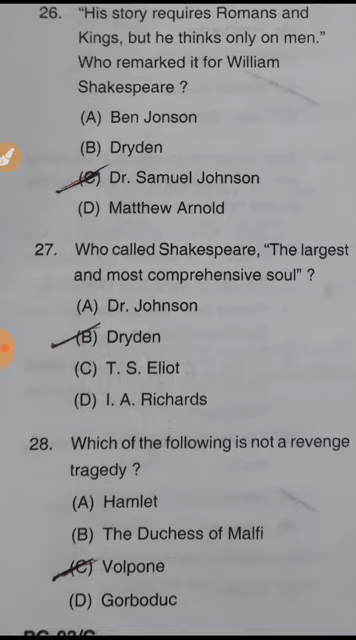 26. “His story requires Romans and
Kings, but he thinks only on men.”
Who remarked it for William
Shakespeare ?
(A) Ben Jonson
(B) Dryden
(C) Dr. Samuel Johnson
(D) Matthew Arnold
27. Who called Shakespeare, “The largest
and most comprehensive soul” ?
(A) Dr. Johnson
(B) Dryden
(C) T. S. Eliot
(D) I. A. Richards
28. Which of the following is not a revenge
tragedy ?
(A) Hamlet
(B) The Duchess of Malfi
(C) Volpone
(D) Gorboduc